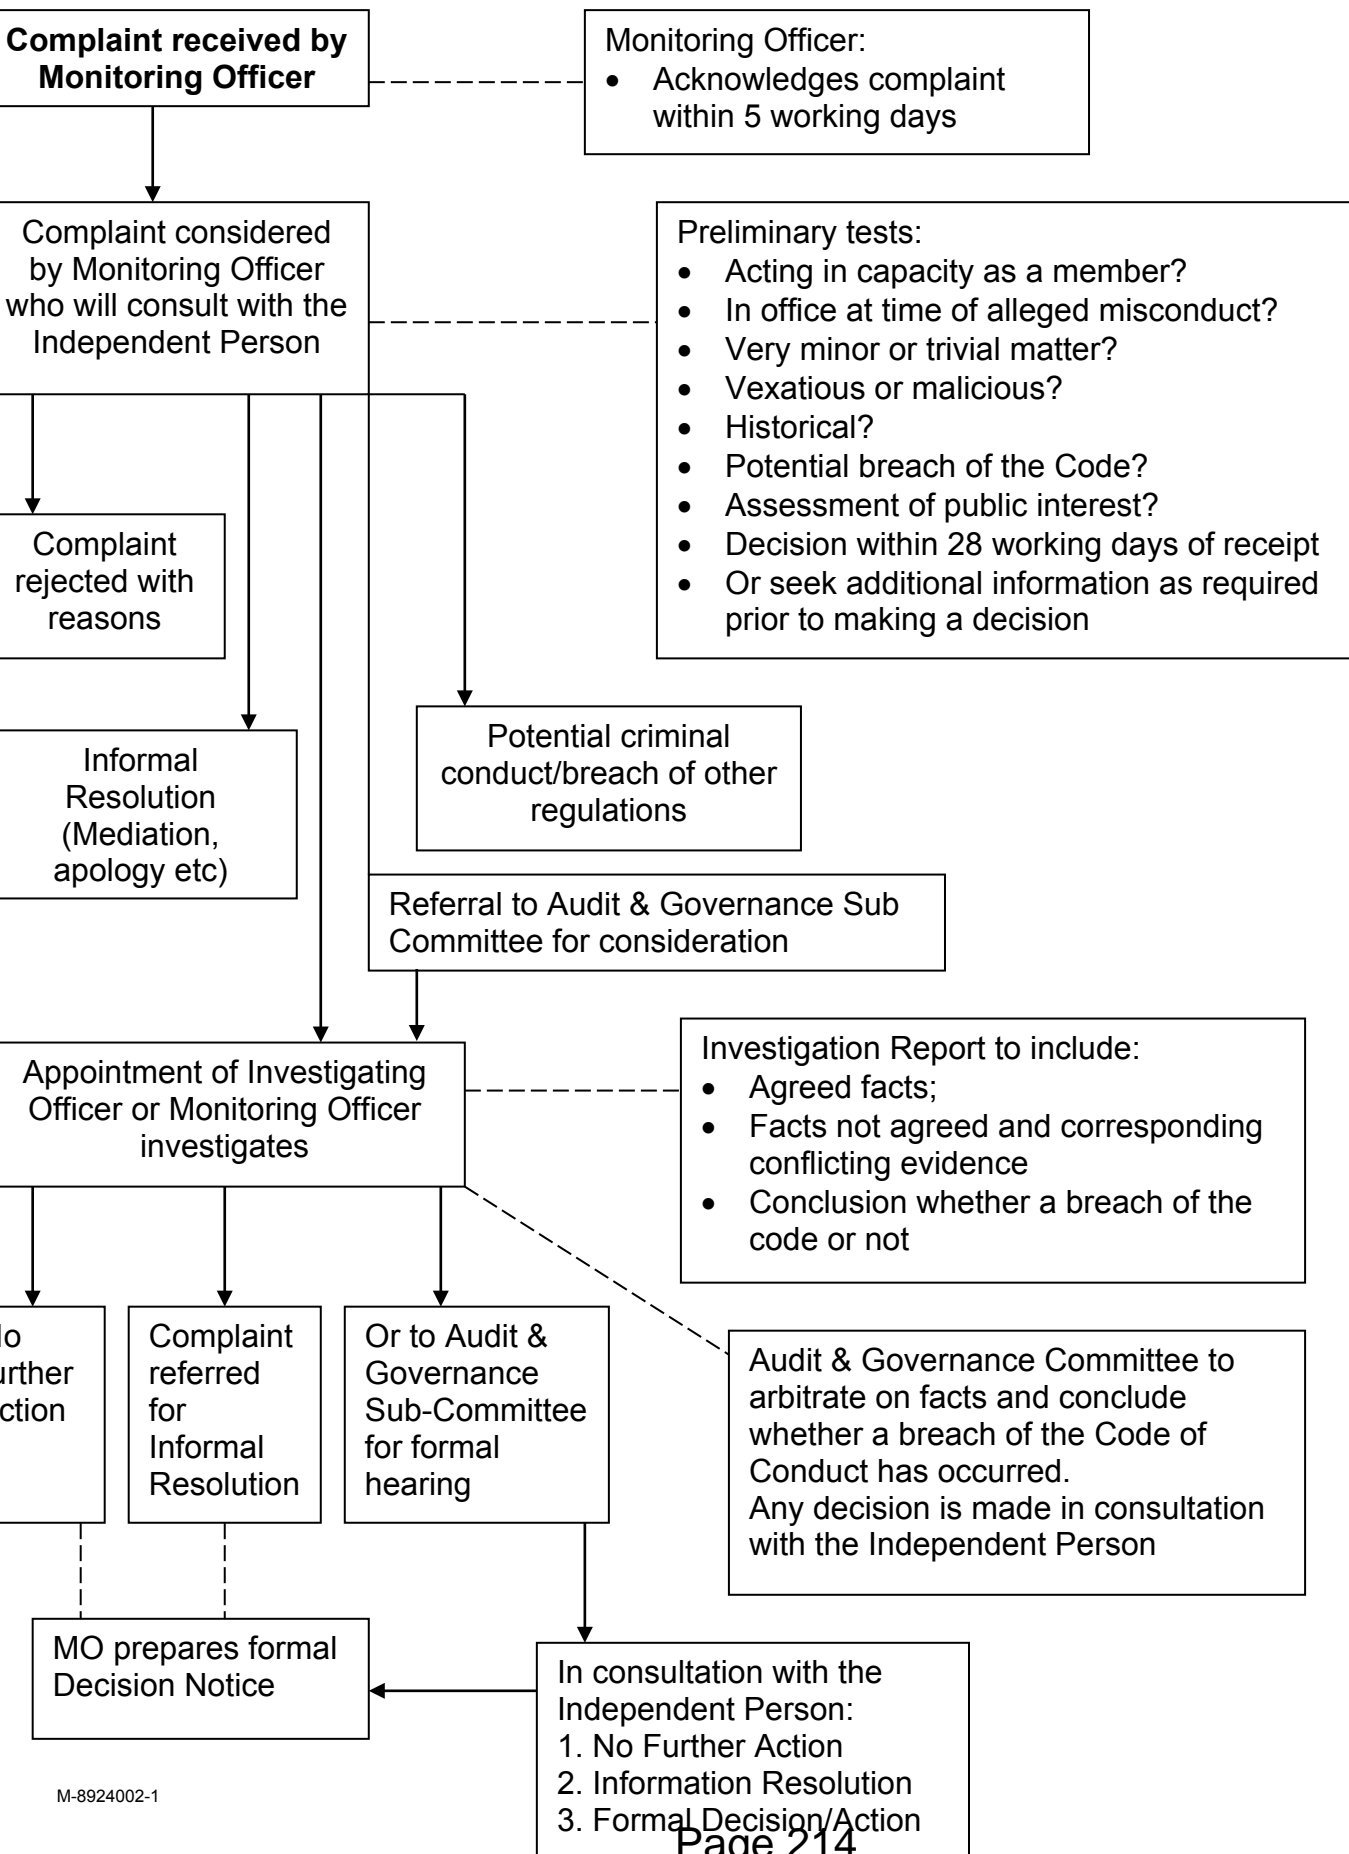 Complaint received by
Monitoring Officer
Monitoring Officer:
• Acknowledges complaint
within 5 working days
Complaint considered
by Monitoring Officer
who will consult with the
Independent Person
Preliminary tests:
• Acting in capacity as a member?
• In office at time of alleged misconduct?
• Very minor or trivial matter?
• Vexatious or malicious?
• Historical?
• Potential breach of the Code?
• Assessment of public interest?
• Decision within 28 working days of receipt
• Or seek additional information as required
prior to making a decision
Complaint
rejected with
reasons
Informal
Resolution
(Mediation,
apology etc)
Potential criminal
conduct/breach of other
regulations
Referral to Audit & Governance Sub
Committee for consideration
Appointment of Investigating
Officer or Monitoring Officer
investigates
Investigation Report to include:
• Agreed facts;
• Facts not agreed and corresponding
conflicting evidence
• Conclusion whether a breach of the
code or not
lo
urther
ction
Complaint
referred
for
Informal
Resolution
Or to Audit &
Governance
Sub-Committee
for formal
hearing
Audit & Governance Committee to
arbitrate on facts and conclude
whether a breach of the Code of
Conduct has occurred.
Any decision is made in consultation
with the Independent Person
MO prepares formal
Decision Notice
In consultation with the
Independent Person:
1. No Further Action
2. Information Resolution
3. Formal Decision/Action
M-8924002-1
Page 214